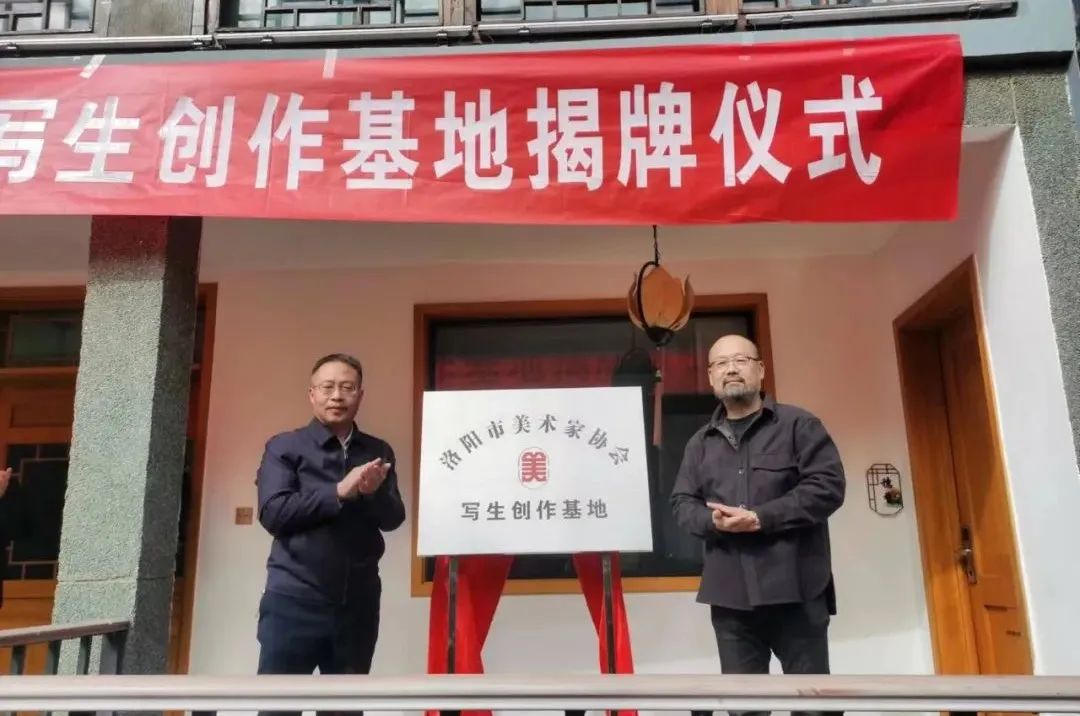 写生创作基地揭牌仪式
洛阳市美术家协会
美
写生创作基地